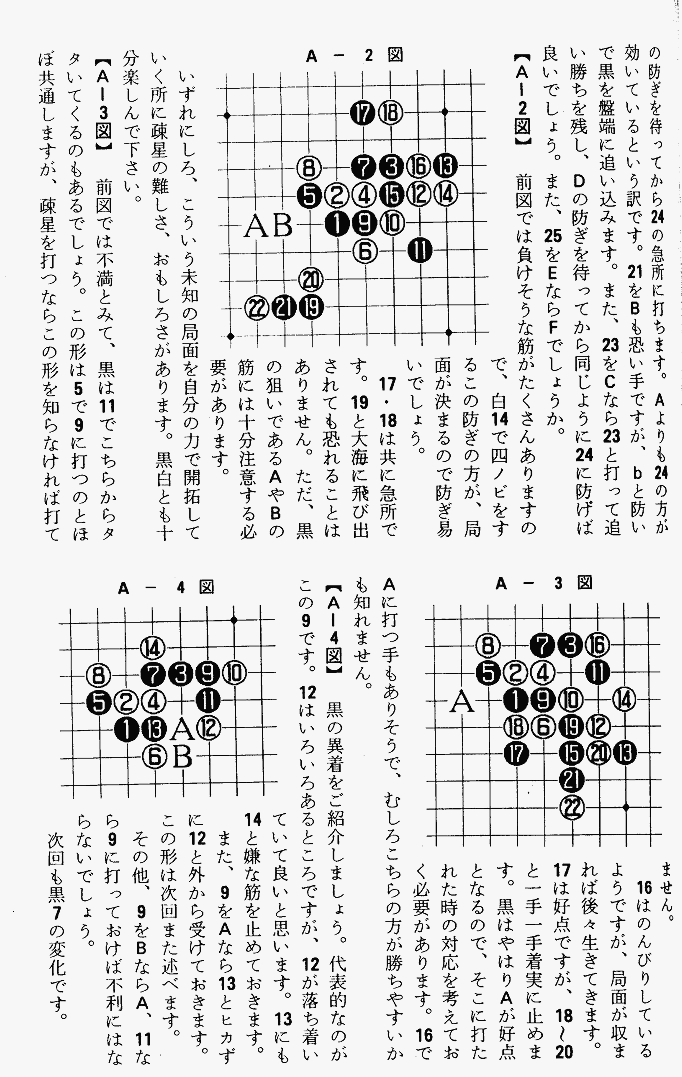 の防ぎを待ってから24の急所に打ちます。Aよりも24の方が
効いているという訳です。21をBも恐い手ですが、bと防い
で黒を盤端に追い込みます。また、23をCなら23と打って追
い勝ちを残し、Dの防ぎを待ってから同じように24に防げば
良いでしょう。また、25をEならFでしょうか。
【A−2図】 前図では負けそうな筋がたくさんありますの
で、白14で四ノビをす
るこの防ぎの方が、局
面が決まるので防ぎ易
いでしょう。
17・18は共に急所で
す。19と大海に飛び出
されても恐れることは
ありません。ただ、黒
の狙いであるAやBの
筋には十分注意する必
要があります。
A − 2 図
⑰⑱
⑧⑦③⑯⑬
⑤②④⑮⑫⑭
AB①⑨⑩
⑥⑪
⑳
㉒㉑⑲
いずれにしろ、こういう未知の局面を自分の力で開拓して
いく所に疎星の難しさ、おもしろさがあります。黒白とも十
分楽しんで下さい。
【A−3図】 前図では不満とみて、黒は11でこちらからタ
タいてくるのもあるでしょう。この形は5で9に打つのとほ
ぼ共通しますが、疎星を打つならこの形を知らなければ打て
ません。
16はのんびりしている
ようですが、局面が収ま
れば後々生きてきます。
17は好点ですが、18〜20
と一手一手着実に止めま
す。黒はやはりAが好点
となるので、そこに打た
れた時の対応を考えてお
く必要があります。16で
A − 3 図
⑧⑦③⑯
⑤②④⑪
A①⑨⑩⑭
⑱⑥⑲⑫
⑰⑮⑳⑬
㉑
㉒
Aに打つ手もありそうで、むしろこちらの方が勝ちやすいか
も知れません。
【A−4図】 黒の異着をご紹介しましょう。代表的なのが
この9です。12はいろいろあるところですが、12が落ち着い
ていて良いと思います。13にも
14と嫌な筋を止めておきます。
また、9をAなら13とヒカず
に12と外から受けておきます。
この形は次回また述べます。
その他、9をBならA、11な
ら9に打っておけば不利にはな
らないでしょう。
次回も黒7の変化です。
A − 4 図
⑭
⑧⑦③⑨⑩
⑤②④⑪
①⑬A⑫
⑥B